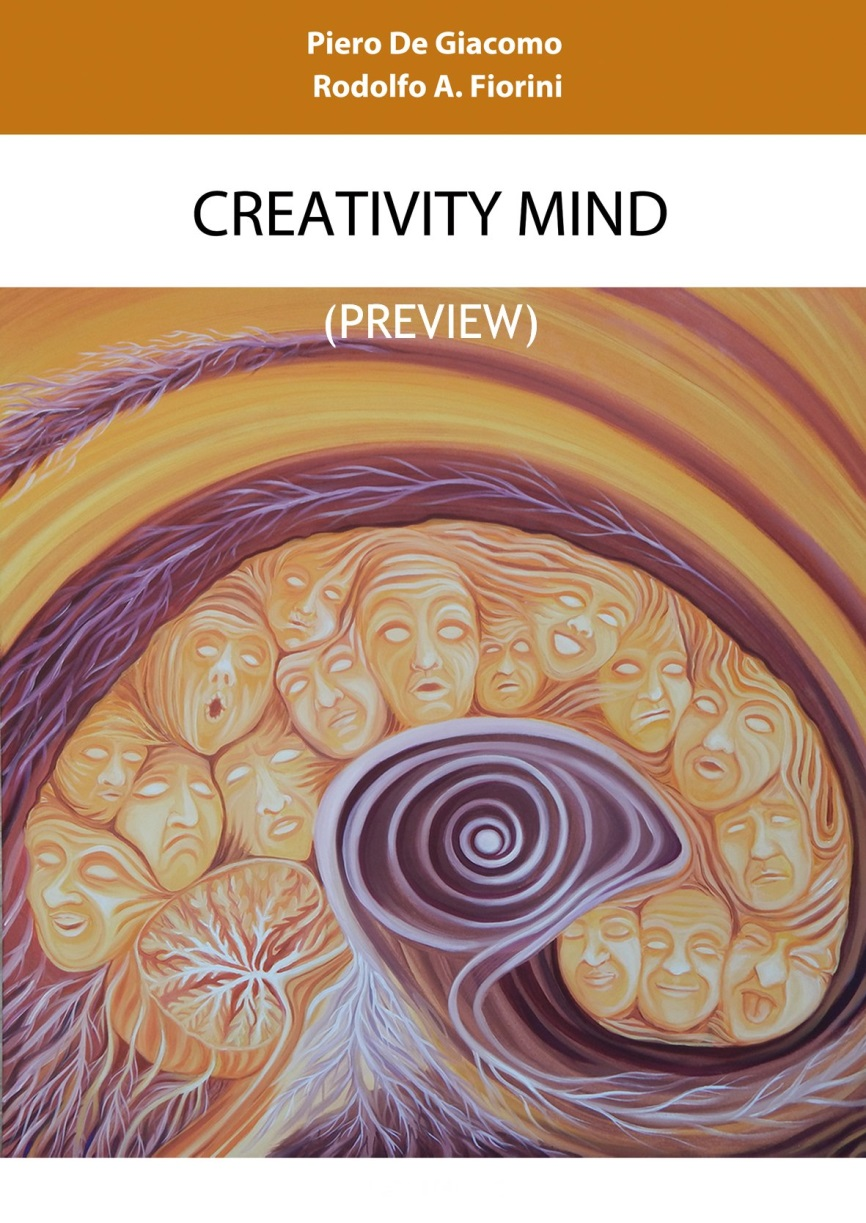 Piero De Giacomo
Rodolfo A. Fiorini
CREATIVITY MIND
(PREVIEW)